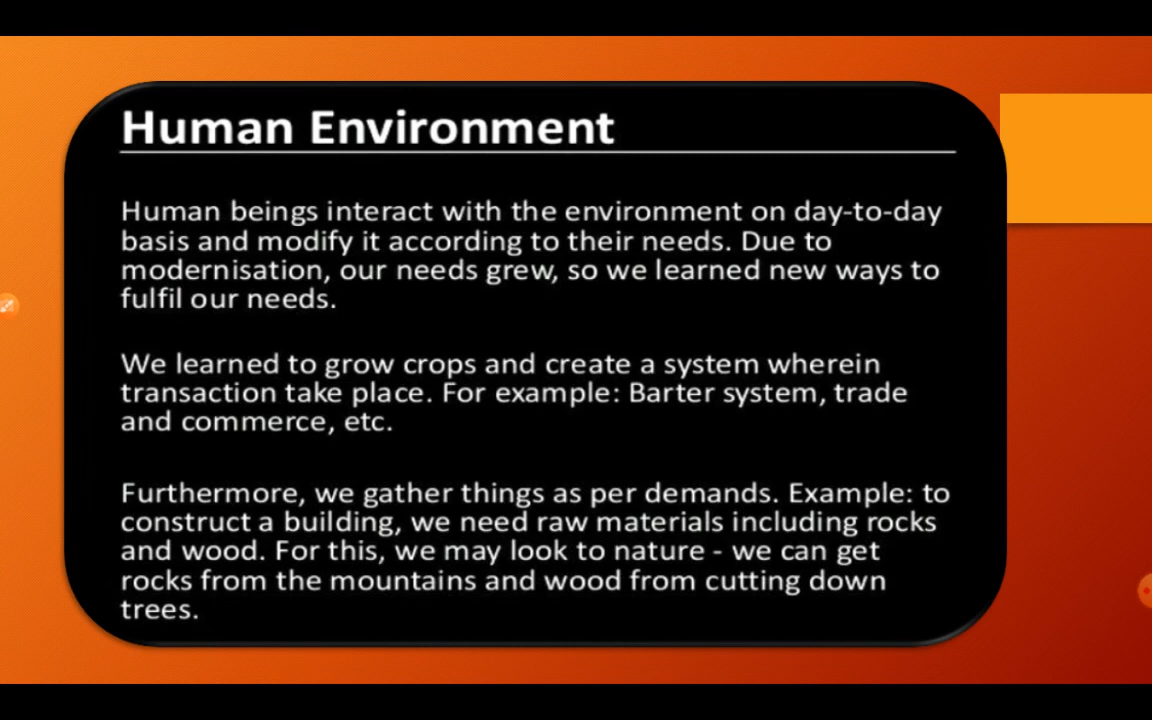 Human Environment
Human beings interact with the environment on day-to-day
basis and modify it according to their needs. Due to
modernisation, our needs grew, so we learned new ways to
fulfil our needs.
We learned to grow crops and create a system wherein
transaction take place. For example: Barter system, trade
and commerce, etc.
Furthermore, we gather things as per demands. Example: to
construct a building, we need raw materials including rocks
and wood. For this, we may look to nature - we can get
rocks from the mountains and wood from cutting down
trees.